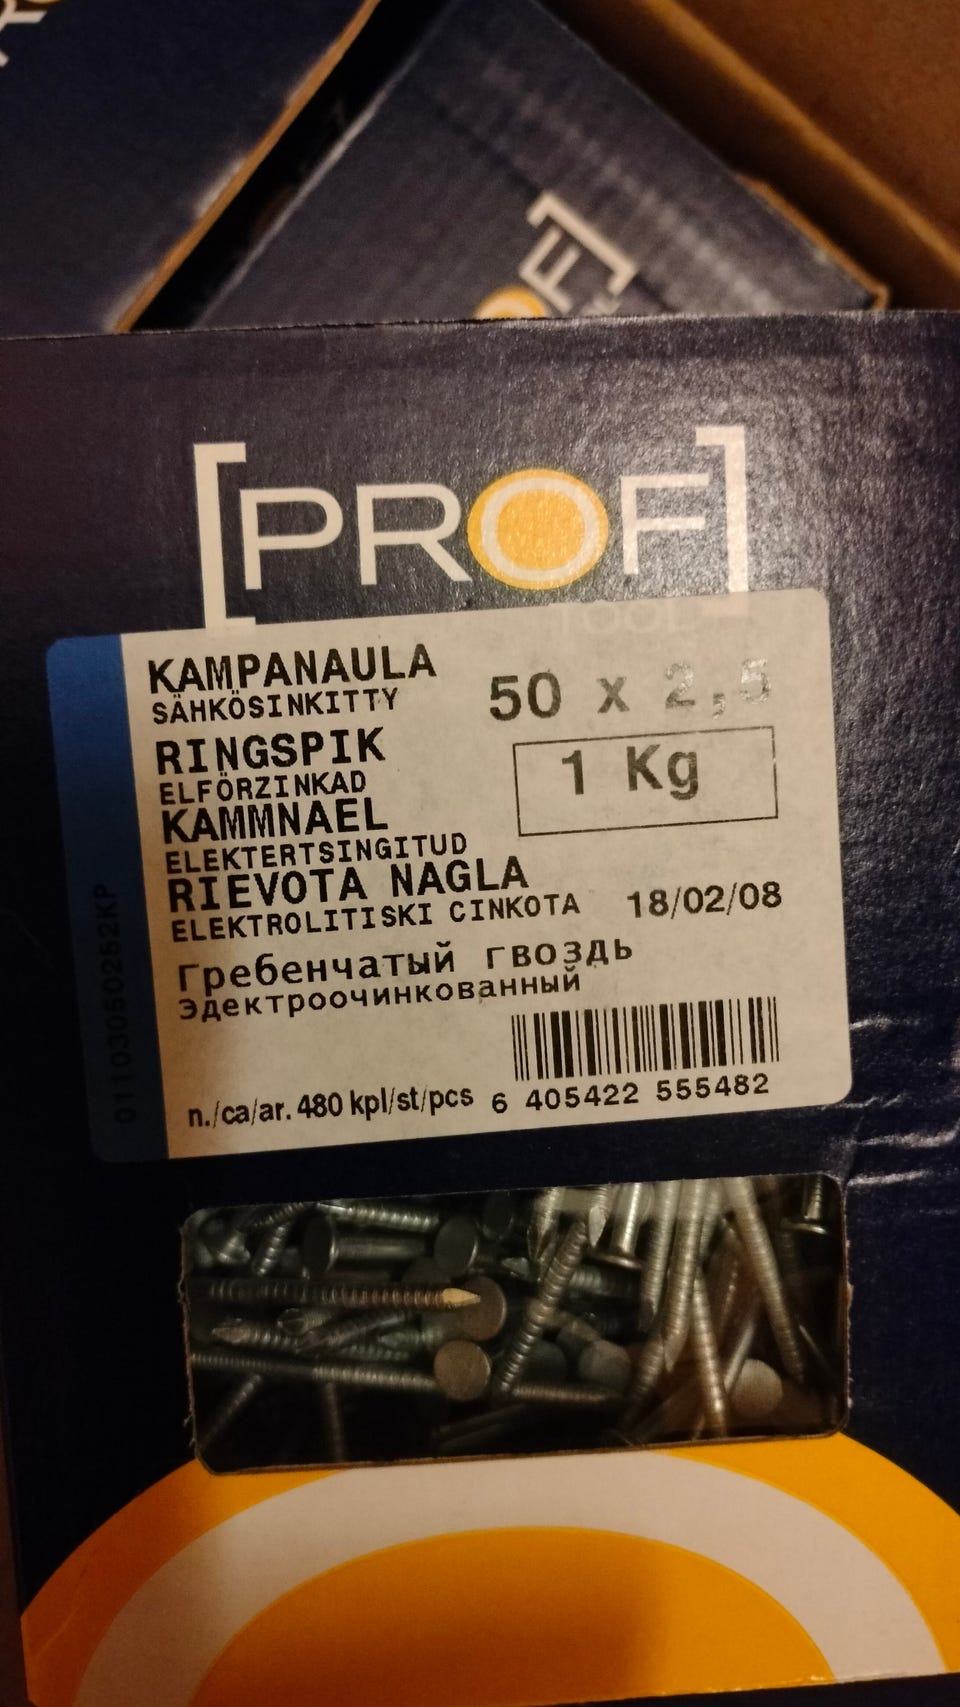 [PROF]
TOOL
KAMPANAULA
SÄHKÖSINKITTY
50 x 2,5
RINGSPIK
ELFÖRZINKAD
1 Kg
KAMMNAEL
ELEKTERTSINGITUD
RIEVOTA NAGLA
ELEKTROLITISKI CINKOTA 18/02/08
Гребенчатый гвоздь
Эдектроочинкованный
n./ca/ar. 480 kpl/st/pcs
6 405422 555482